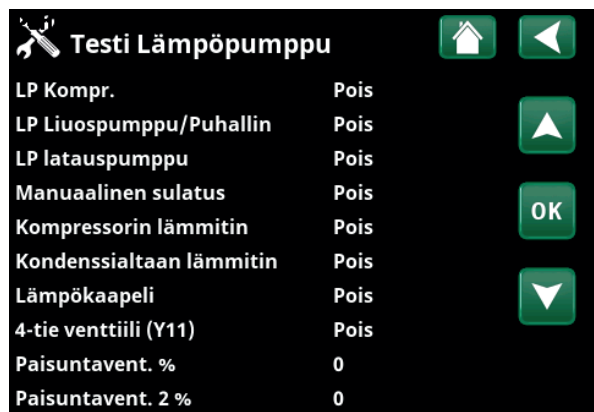 Testi Lämpöpumppu
LP Kompr. Pois
LP Liuospumppu/Puhallin Pois
LP latauspumppu Pois
Manuaalinen sulatus Pois
OK
Kompressorin lämmitin Pois
Kondenssialtaan lämmitin Pois
Lämpökaapeli Pois
4-tie venttiili (Y11) Pois
Paisuntavent. % 0
Paisuntavent. 2 % 0